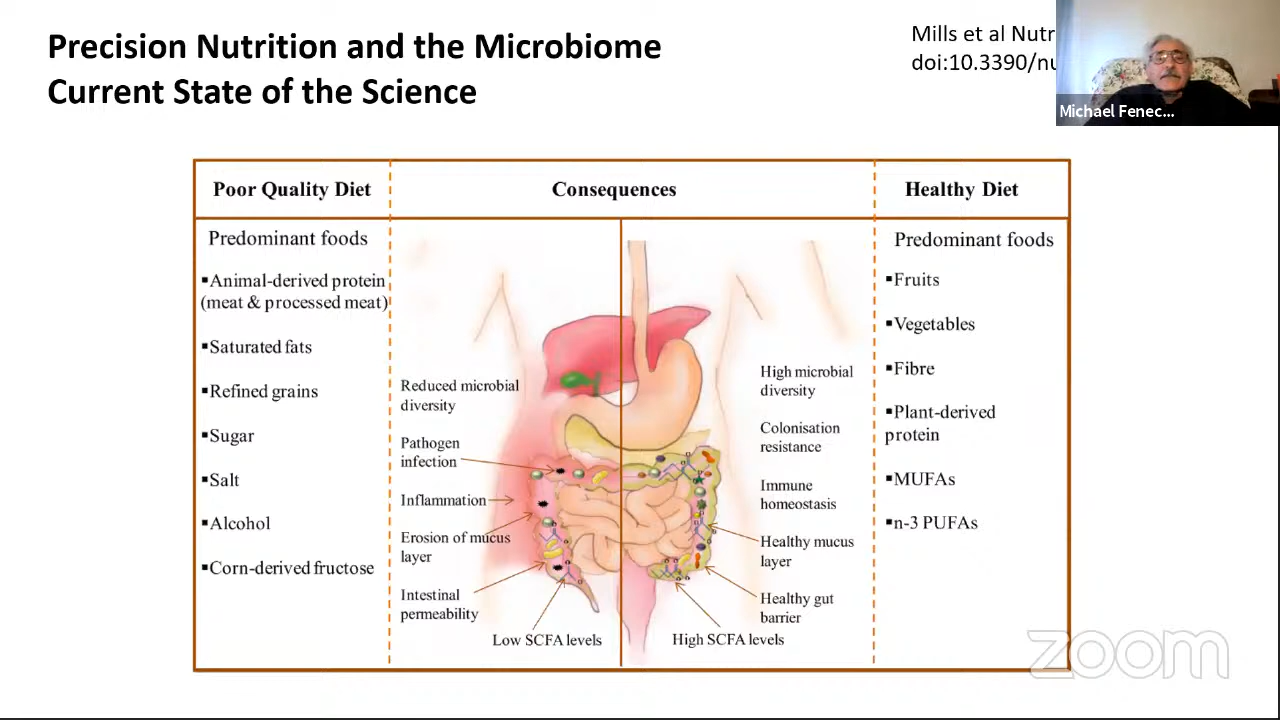 Precision Nutrition and the Microbiome
Current State of the Science
Mills et al Nutr
doi:10.3390/nu
Michael Fenec...
Poor Quality Diet
Consequences
Healthy Diet
Predominant foods
▪Animal-derived protein
(meat & processed meat)
▪Saturated fats
▪Refined grains
▪Sugar
▪Salt
▪Alcohol
▪Corn-derived fructose
Reduced microbial
diversity
Pathogen
infection
Inflammation
Erosion of mucus
layer
Intestinal
permeability
Low SCFA levels
High microbial
diversity
Colonisation
resistance
Immune
homeostasis
Healthy mucus
layer
Healthy gut
barrier
High SCFA levels
Predominant foods
▪Fruits
▪Vegetables
▪Fibre
▪Plant-derived
protein
▪MUFAs
▪n-3 PUFAs
zoom